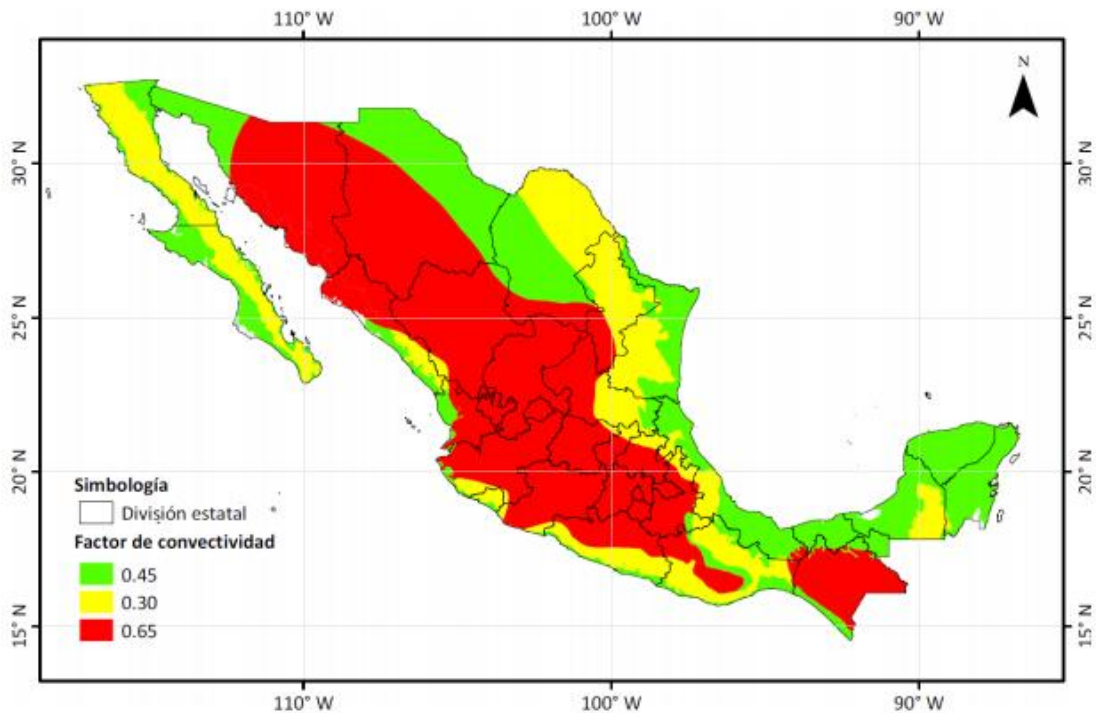 110° W 100° W 90° W
N
30° N 30° N
25° N 25° N
20° N 20° N
Simbología
División estatal
Factor de convectividad
0.45
0.30
0.65
15° N 15° N
110° W 100° W 90° W